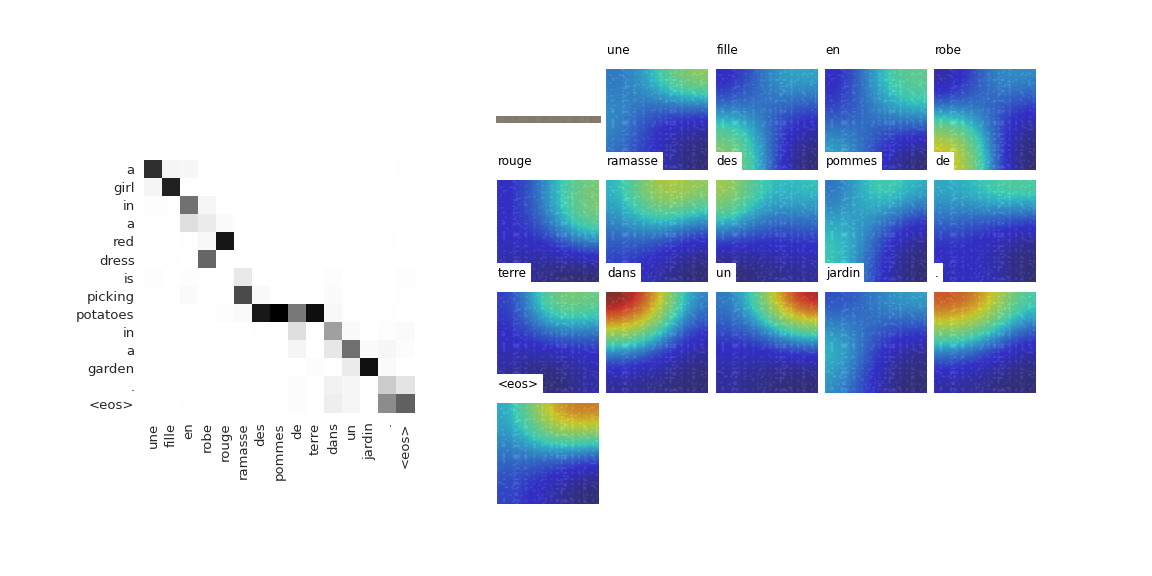 a
girl
in
a
red
dress
is
picking
potatoes
in
a
garden
.
<eos>
une fille en robe rouge ramasse des pommes de terre dans un jardin . <eos>
une fille en robe
rouge ramasse des pommes de
terre dans un jardin .
<eos>